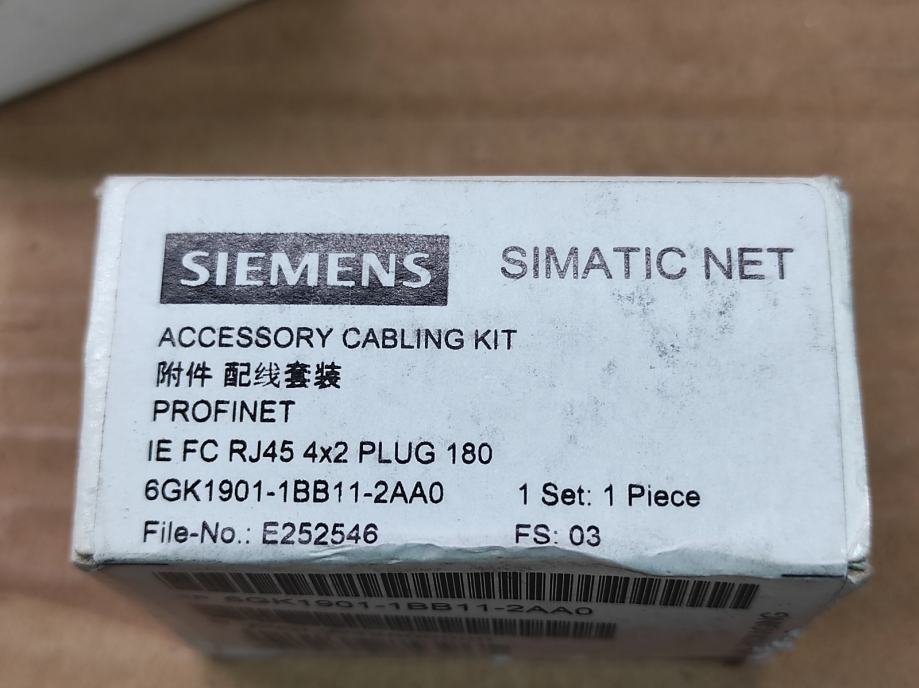 SIEMENS SIMATIC NET
ACCESSORY CABLING KIT
附件 配线套装
PROFINET
IE FC RJ45 4x2 PLUG 180
6GK1901-1BB11-2AA0 1 Set: 1 Piece
File-No.: E252546 FS: 03
6GK1901-1BB11-2AA0